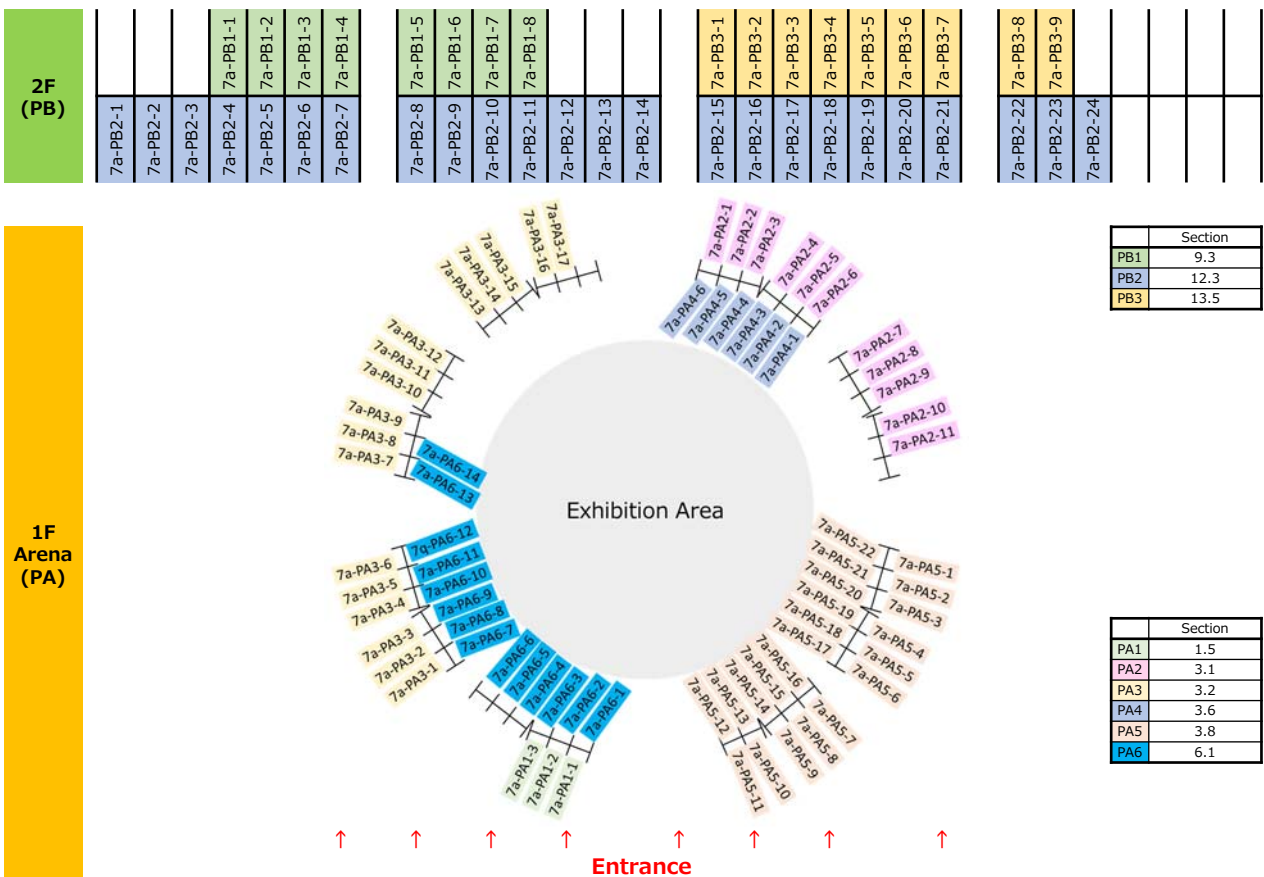 2F
(PB)
7a-PB1-1
7a-PB1-2
7a-PB1-3
7a-PB1-4
7a-PB1-5
7a-PB1-6
7a-PB1-7
7a-PB1-8
7a-PB3-1
7a-PB3-2
7a-PB3-3
7a-PB3-4
7a-PB3-5
7a-PB3-6
7a-PB3-7
7a-PB3-8
7a-PB3-9
7a-PB2-1
7a-PB2-2
7a-PB2-3
7a-PB2-4
7a-PB2-5
7a-PB2-6
7a-PB2-7
7a-PB2-8
7a-PB2-9
7a-PB2-10
7a-PB2-11
7a-PB2-12
7a-PB2-13
7a-PB2-14
7a-PB2-15
7a-PB2-16
7a-PB2-17
7a-PB2-18
7a-PB2-19
7a-PB2-20
7a-PB2-21
7a-PB2-22
7a-PB2-23
7a-PB2-24
Section
PB1 9.3
PB2 12.3
PB3 13.5
1F
Arena
(PA)
7a-PA3-17
7a-PA3-16
7a-PA3-15
7a-PA3-14
7a-PA3-13
7a-PA3-12
7a-PA3-11
7a-PA3-10
7a-PA3-9
7a-PA3-8
7a-PA3-7
7a-PA2-1
7a-PA2-2
7a-PA2-3
7a-PA2-4
7a-PA2-5
7a-PA2-6
7a-PA4-6
7a-PA4-5
7a-PA4-4
7a-PA4-3
7a-PA4-2
7a-PA4-1
7a-PA2-7
7a-PA2-8
7a-PA2-9
7a-PA2-10
7a-PA2-11
7a-PA6-14
7a-PA6-13
Exhibition Area
7q-PA6-12
7a-PA6-11
7a-PA6-10
7a-PA6-9
7a-PA6-8
7a-PA6-7
7a-PA3-6
7a-PA3-5
7a-PA3-4
7a-PA3-3
7a-PA3-2
7a-PA3-1
7a-PA6-6
7a-PA6-5
7a-PA6-4
7a-PA6-3
7a-PA6-2
7a-PA6-1
7a-PA1-3
7a-PA1-2
7a-PA1-1
7a-PA5-22
7a-PA5-21
7a-PA5-20
7a-PA5-19
7a-PA5-18
7a-PA5-17
7a-PA5-1
7a-PA5-2
7a-PA5-3
7a-PA5-4
7a-PA5-5
7a-PA5-6
7a-PA5-16
7a-PA5-15
7a-PA5-14
7a-PA5-13
7a-PA5-12
7a-PA5-7
7a-PA5-8
7a-PA5-9
7a-PA5-10
7a-PA5-11
Section
PA1 1.5
PA2 3.1
PA3 3.2
PA4 3.6
PA5 3.8
PA6 6.1
↑ ↑ ↑ ↑ ↑ ↑ ↑ ↑
Entrance